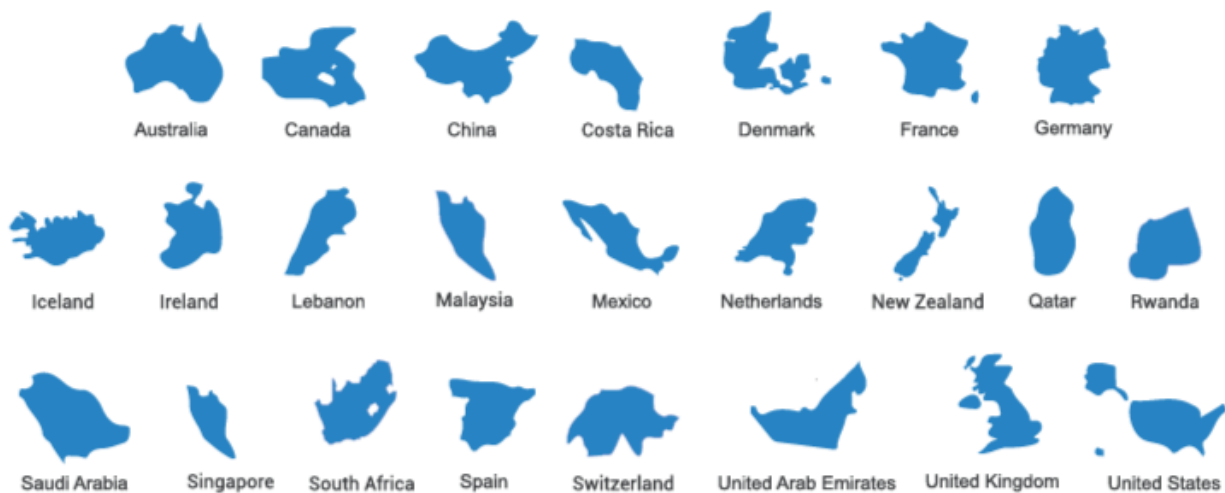 Australia Canada China Costa Rica Denmark France Germany
Iceland Ireland Lebanon Malaysia Mexico Netherlands New Zealand Qatar Rwanda
Saudi Arabia Singapore South Africa Spain Switzerland United Arab Emirates United Kingdom United States